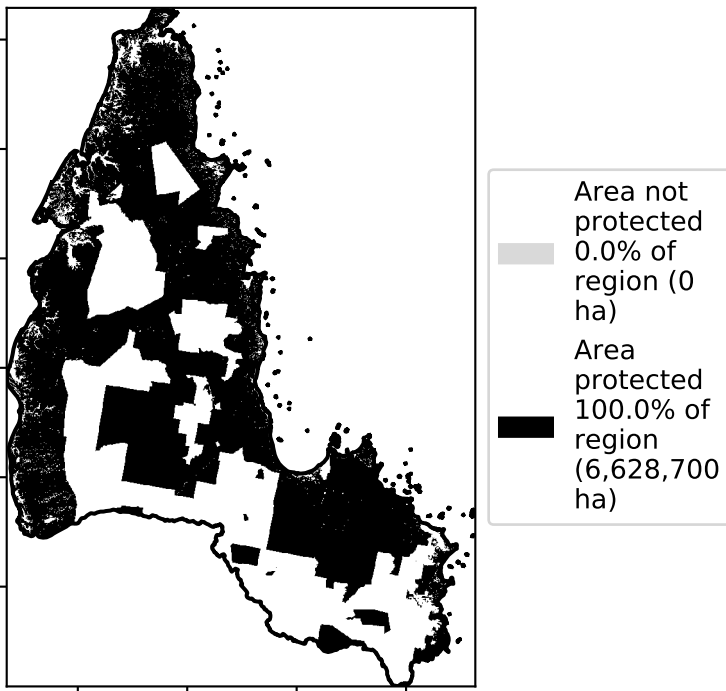 Area not
protected
0.0% of
region (0
ha)
Area
protected
100.0% of
region
(6,628,700
ha)